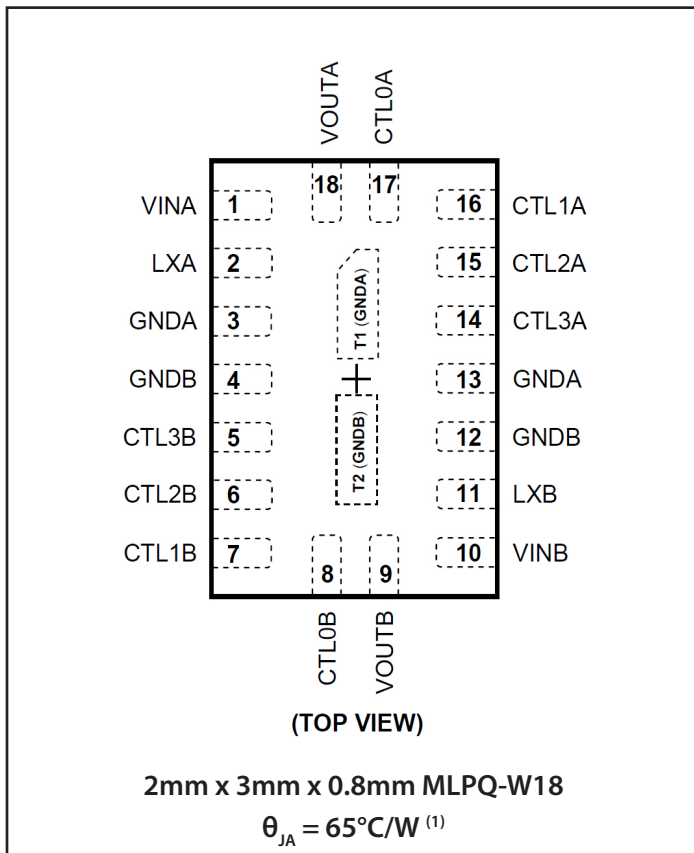 VOUTA
CTL0A
18
17
VINA 1
16 CTL1A
LXA 2
15 CTL2A
GNDA 3
14 CTL3A
T1 (GNDA)
GNDB 4
13 GNDA
CTL3B 5
12 GNDB
T2 (GNDB)
CTL2B 6
11 LXB
CTL1B 7
10 VINB
8
9
CTL0B
VOUTB
(TOP VIEW)
2mm x 3mm x 0.8mm MLPQ-W18
θJA = 65°C/W (1)